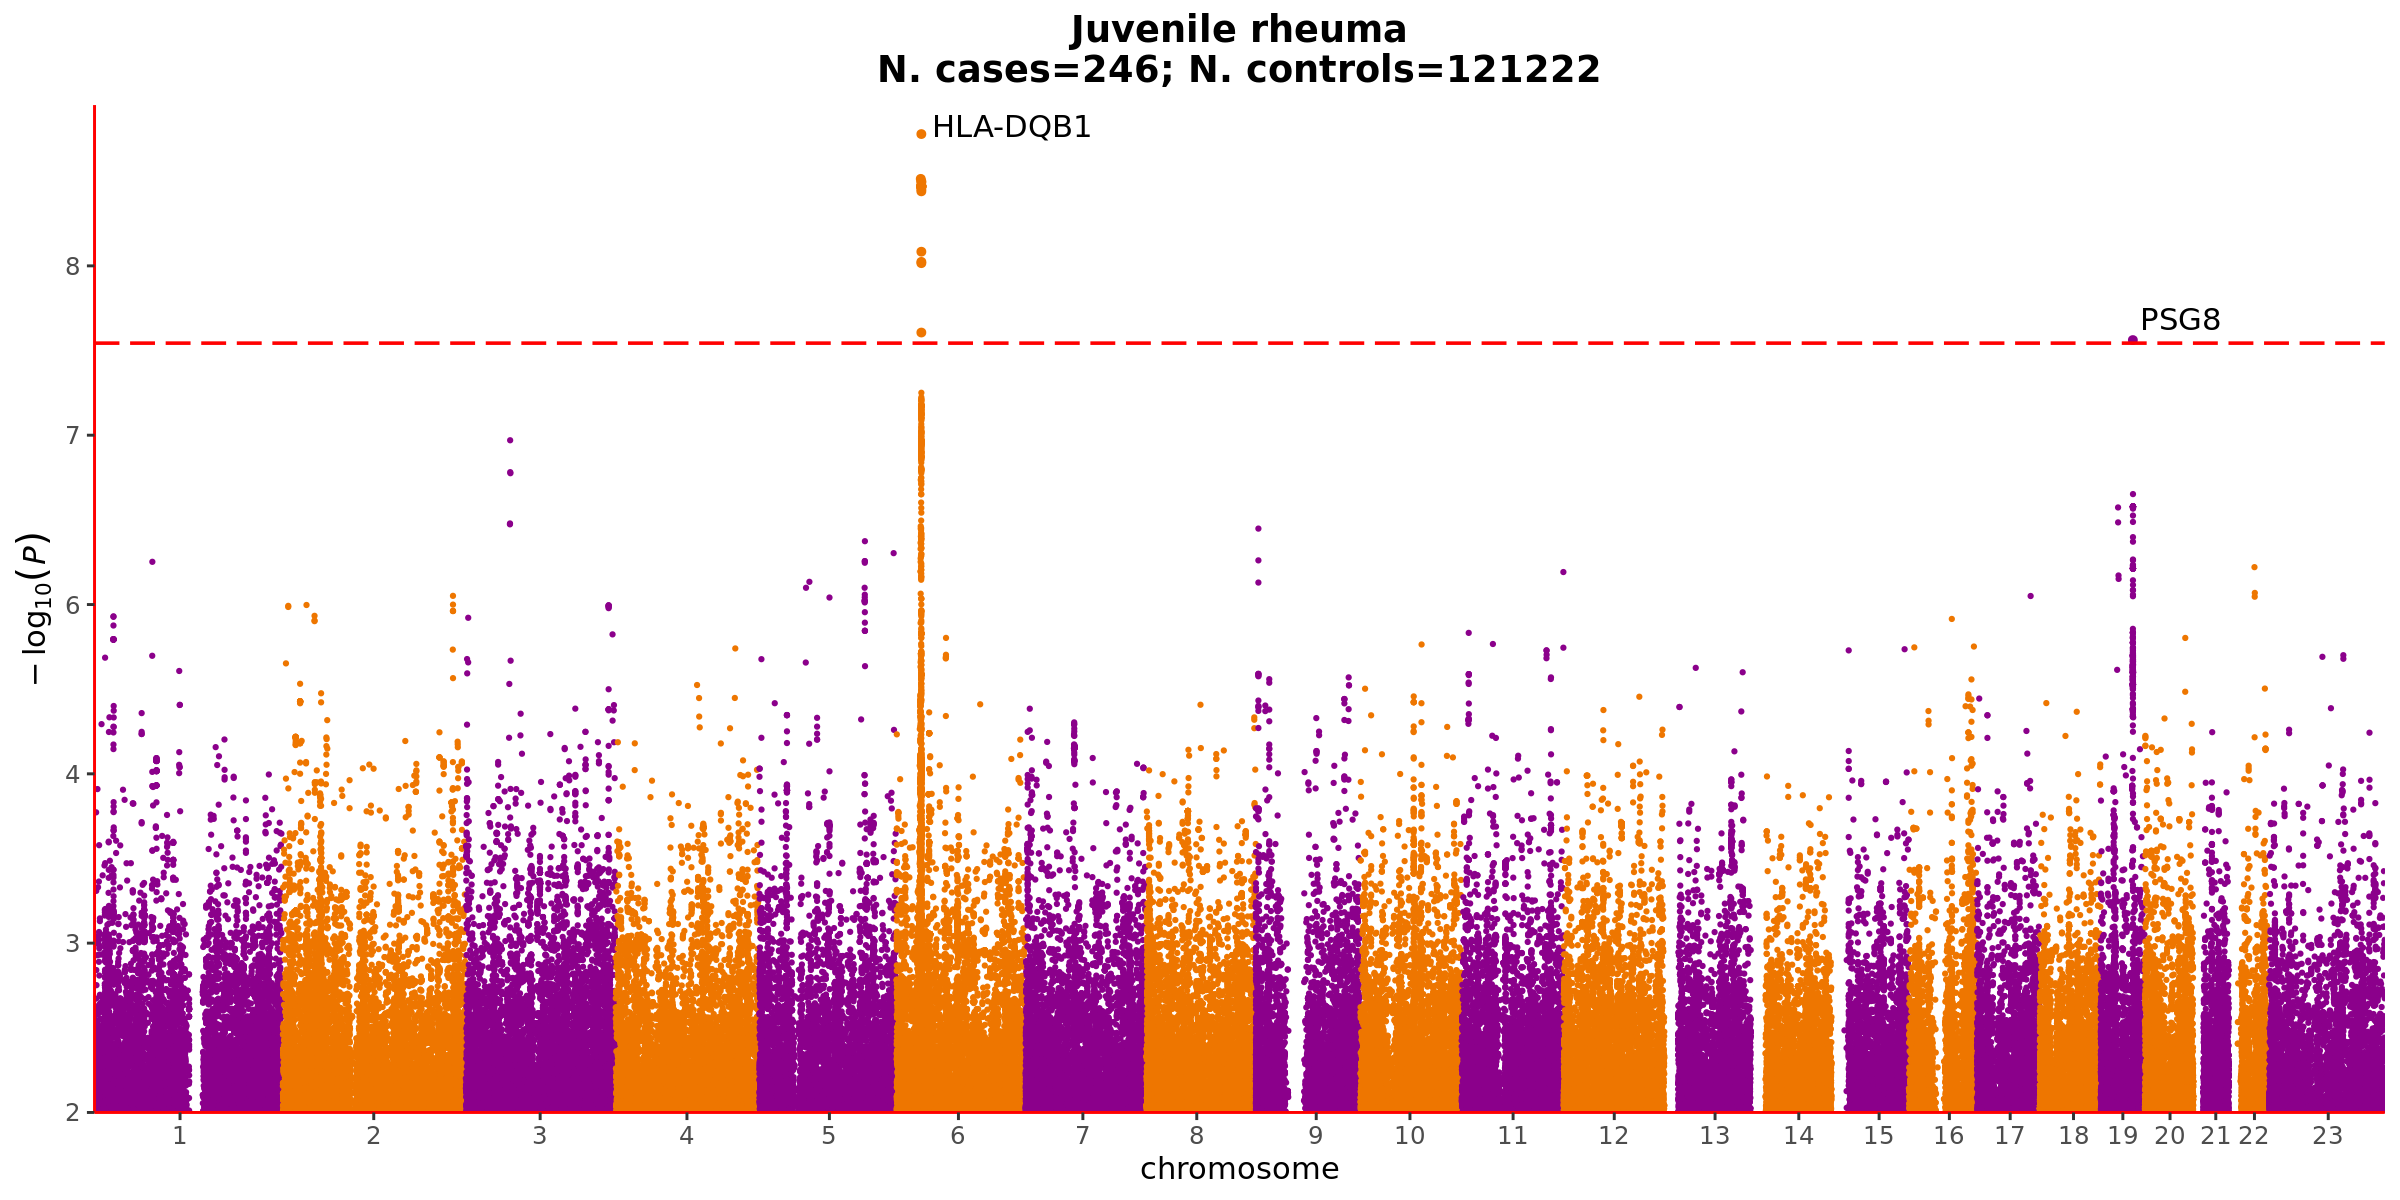 Juvenile rheuma
N. cases=246; N. controls=121222
HLA-DQB1
PSG8
8
7
6
5
4
3
2
−log10(P)
1 2 3 4 5 6 7 8 9 10 11 12 13 14 15 16 17 18 19 20 21 22 23
chromosome